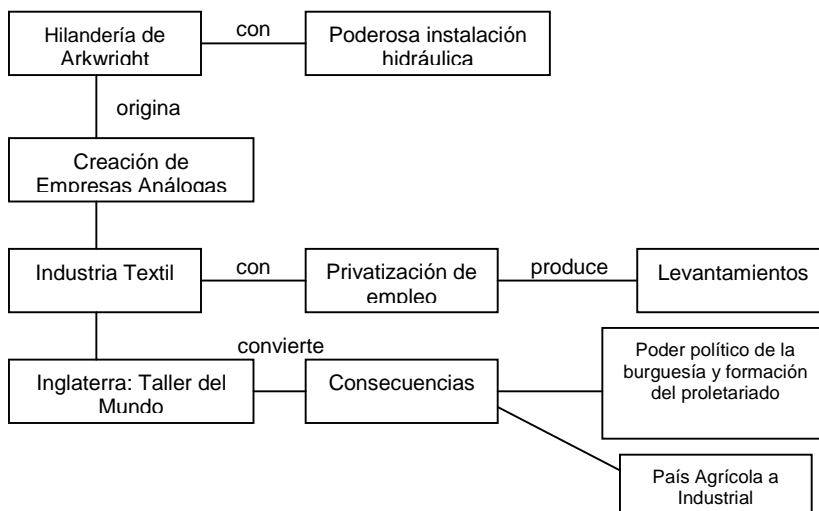 Hilandería de
Arkwright
con
Poderosa instalación
hidráulica
origina
Creación de
Empresas Análogas
Industria Textil
con
Privatización de
empleo
produce
Levantamientos
convierte
Inglaterra: Taller del
Mundo
Consecuencias
Poder político de la
burguesía y formación
del proletariado
País Agrícola a
Industrial